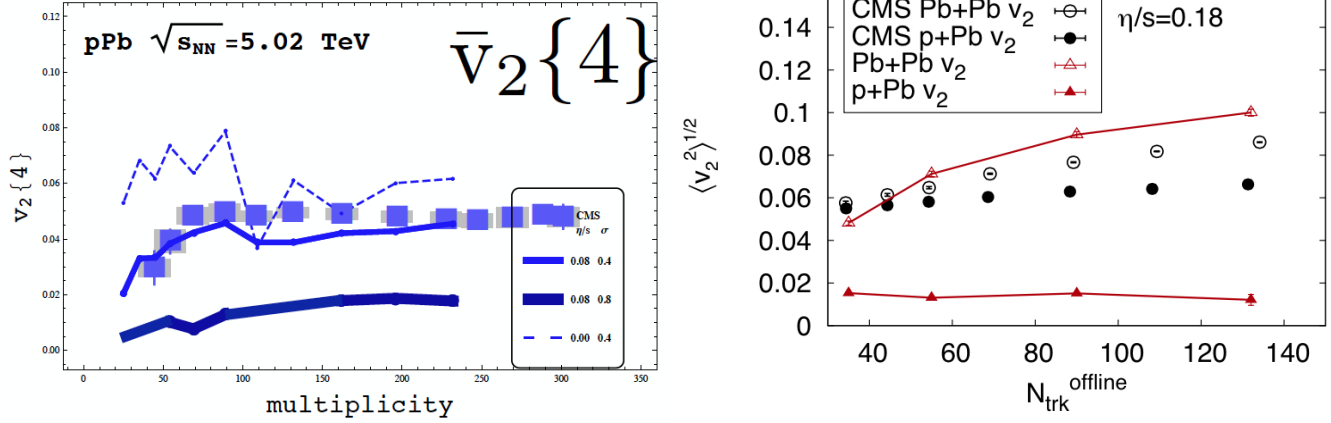 pPb √s_NN =5.02 TeV
v̄₂{4}
v₂{4}
0.12
0.10
0.08
0.06
0.04
0.02
0.00
0 50 100 150 200 250 300 350
multiplicity
CMS
η/s σ
0.08 0.4
0.08 0.8
0.00 0.4
CMS Pb+Pb v₂
CMS p+Pb v₂
Pb+Pb v₂
p+Pb v₂
η/s=0.18
⟨v₂²⟩^1/2
0.14
0.12
0.1
0.08
0.06
0.04
0.02
0
40 60 80 100 120 140
N_trk^offline